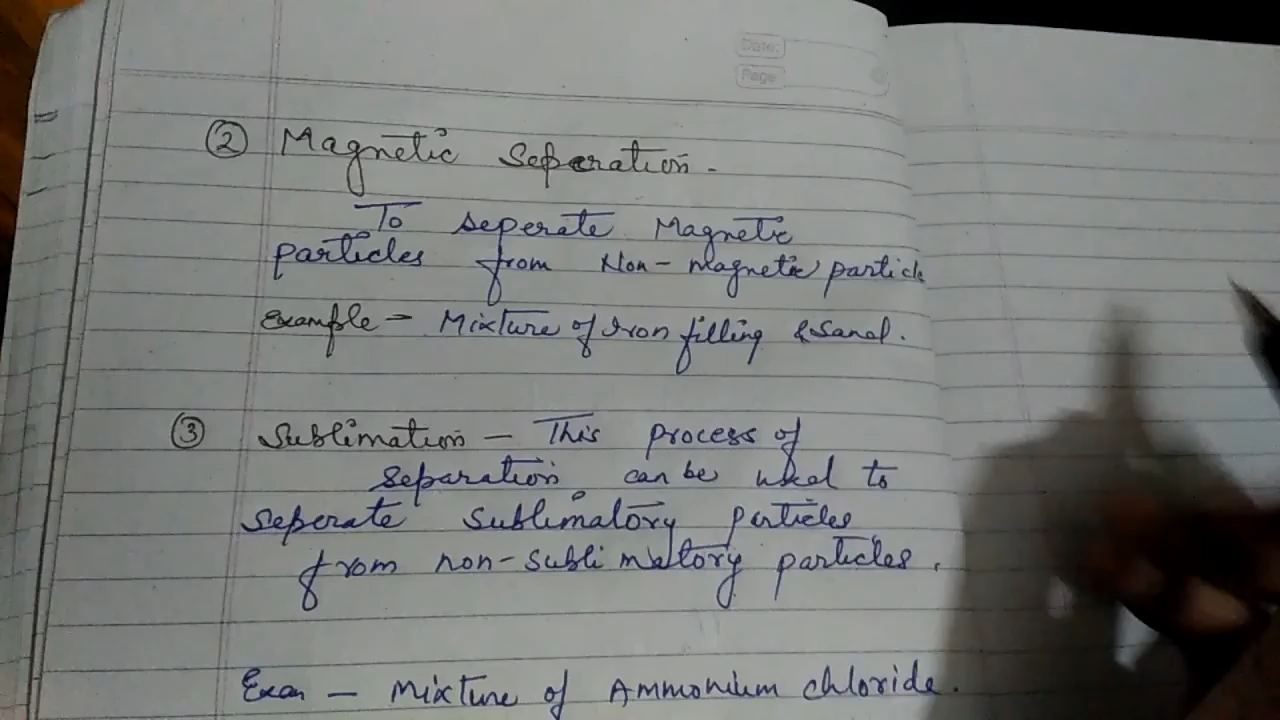 Date:
Page
② Magnetic Seperation.
To seperate Magnetic
particles from Non-magnetic particle
Example - Mixture of Iron filling & Sand.
③ Sublimation - This process of
separation can be used to
seperate sublimatory particles
from non-sublimatory particles.
Exam - Mixture of Ammonium chloride.